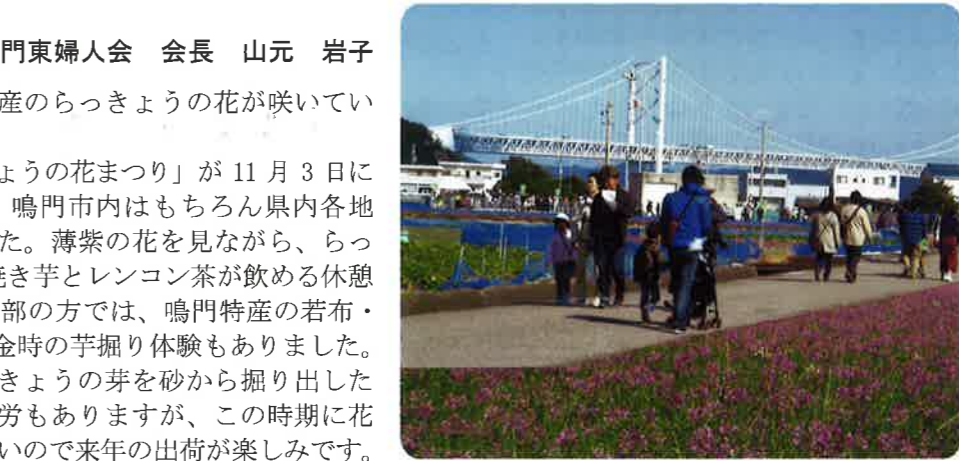 門東婦人会 会長 山元 岩子
産のらっきょうの花が咲いてい
ょうの花まつり」が 11 月 3 日に
鳴門市内はもちろん県内各地
た。薄紫の花を見ながら、らっ
焼き芋とレンコン茶が飲める休憩
部の方では、鳴門特産の若布・
金時の芋掘り体験もありました。
きょうの芽を砂から掘り出した
労もありますが、この時期に花
いので来年の出荷が楽しみです。